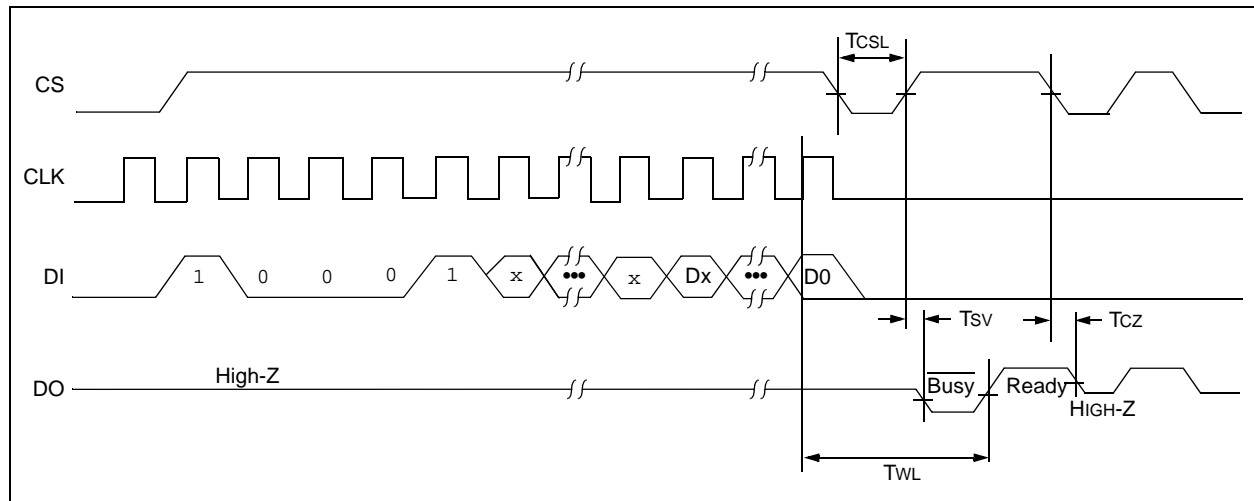 TCSL
CS
CLK
DI
1 0 0 0 1 x ••• x Dx ••• D0
TSV
TCZ
High-Z
DO
Busy
Ready
HIGH-Z
TWL